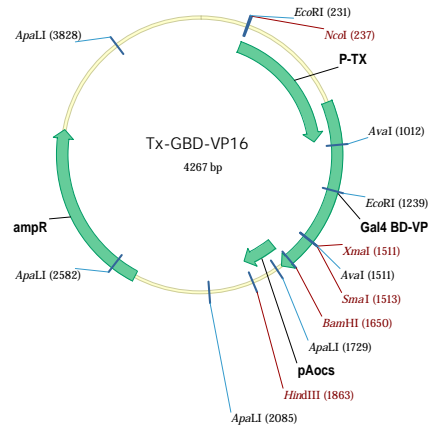 EcoRI (231)
NcoI (237)
ApaLI (3828)
P-TX
AvaI (1012)
Tx-GBD-VP16
4267 bp
EcoRI (1239)
Gal4 BD-VP
ampR
XmaI (1511)
AvaI (1511)
ApaLI (2582)
SmaI (1513)
BamHI (1650)
ApaLI (1729)
pAocs
HindIII (1863)
ApaLI (2085)